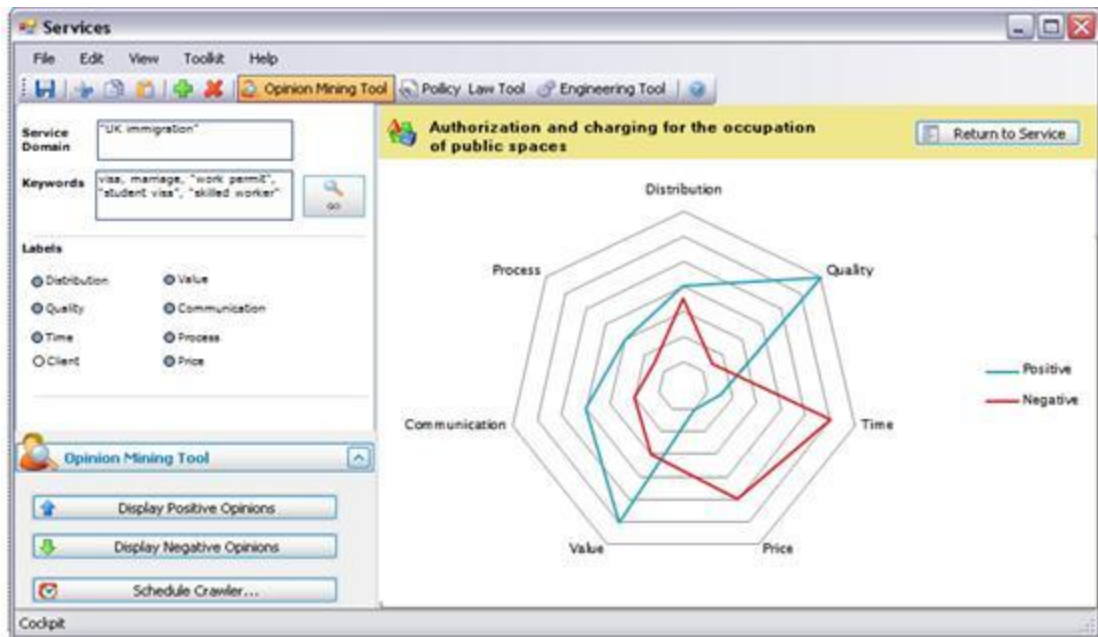 Services
File Edit View Toolkit Help
Opinion Mining Tool Policy Law Tool Engineering Tool
Service Domain
"UK immigration"
Keywords
visa, marriage, "work permit",
"student visa", "skilled worker"
GO
Labels
Distribution Value
Quality Communication
Time Process
Client Price
Opinion Mining Tool
Display Positive Opinions
Display Negative Opinions
Schedule Crawler...
Authorization and charging for the occupation
of public spaces
Return to Service
Distribution
Process
Quality
Communication
Time
Value
Price
Positive
Negative
Cockpit